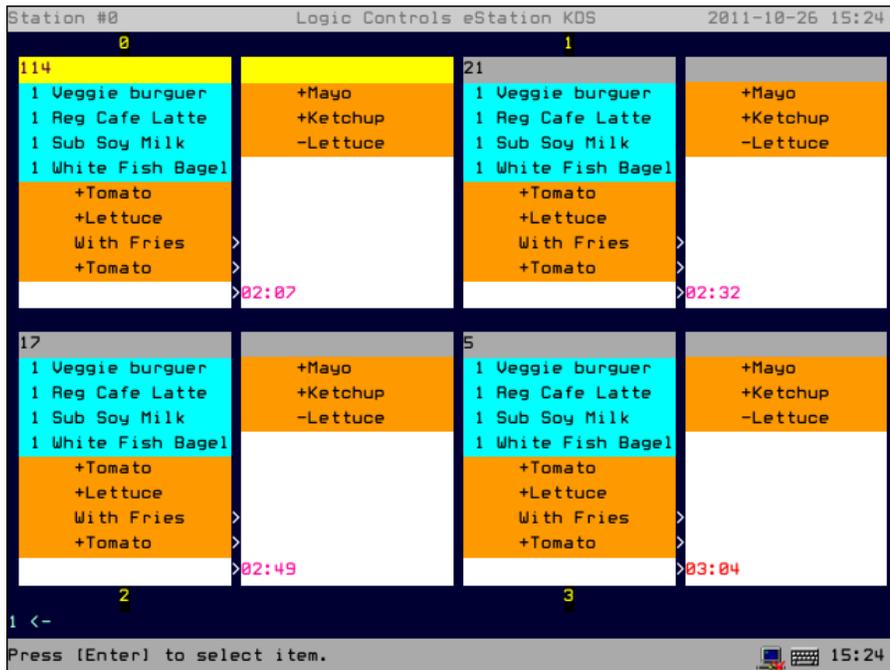 Station #0 Logic Controls eStation KDS 2011-10-26 15:24
0 1
114
1 Veggie burguer
1 Reg Cafe Latte
1 Sub Soy Milk
1 White Fish Bagel
+Tomato
+Lettuce
With Fries >
+Tomato >
>
+Mayo
+Ketchup
-Lettuce
02:07
21
1 Veggie burguer
1 Reg Cafe Latte
1 Sub Soy Milk
1 White Fish Bagel
+Tomato
+Lettuce
With Fries >
+Tomato >
>
+Mayo
+Ketchup
-Lettuce
02:32
17
1 Veggie burguer
1 Reg Cafe Latte
1 Sub Soy Milk
1 White Fish Bagel
+Tomato
+Lettuce
With Fries >
+Tomato >
>
+Mayo
+Ketchup
-Lettuce
02:49
5
1 Veggie burguer
1 Reg Cafe Latte
1 Sub Soy Milk
1 White Fish Bagel
+Tomato
+Lettuce
With Fries >
+Tomato >
>
+Mayo
+Ketchup
-Lettuce
03:04
2 3
1 <-
Press [Enter] to select item. 15:24